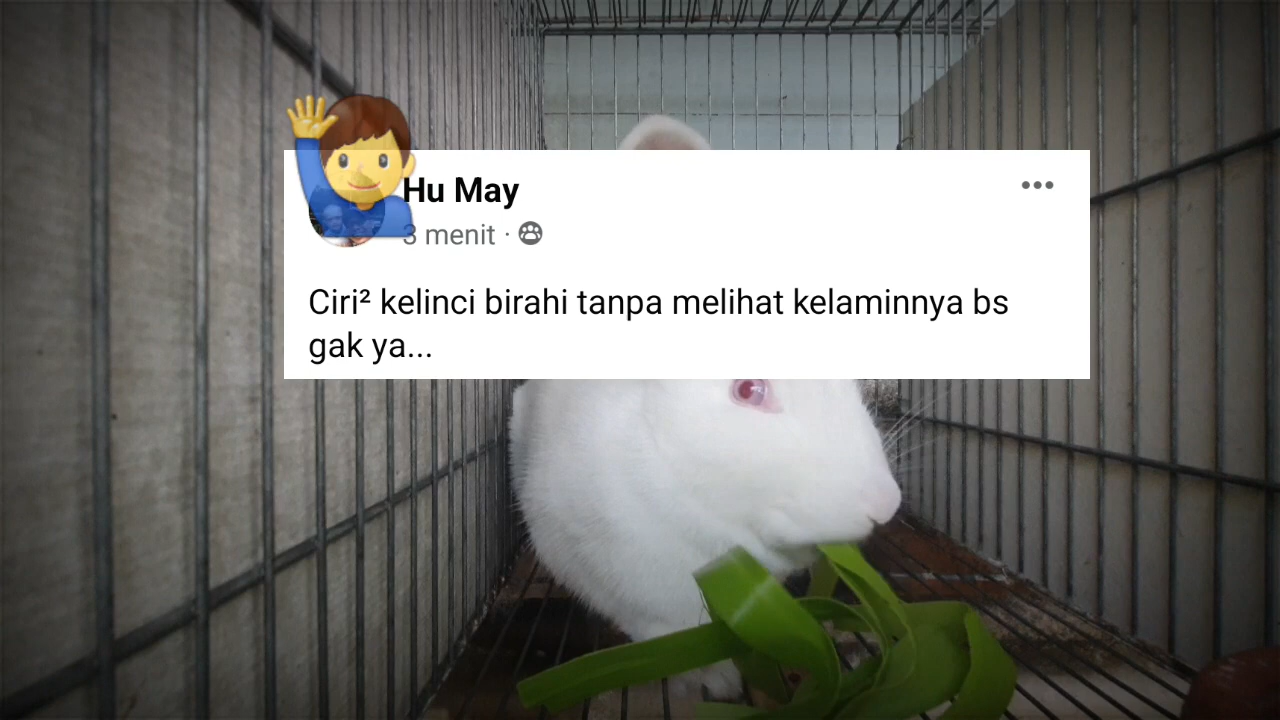 Hu May
3 menit ·
Ciri² kelinci birahi tanpa melihat kelaminnya bs
gak ya...